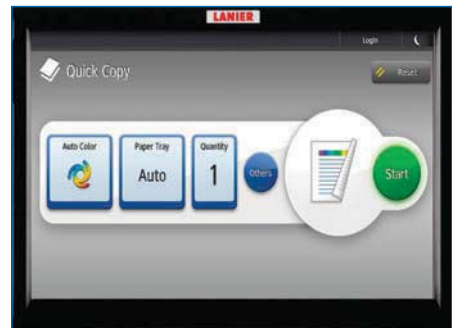 LANIER
Login
Quick Copy
Reset
Auto Color
Paper Tray
Quantity
Auto
1
Others
Start